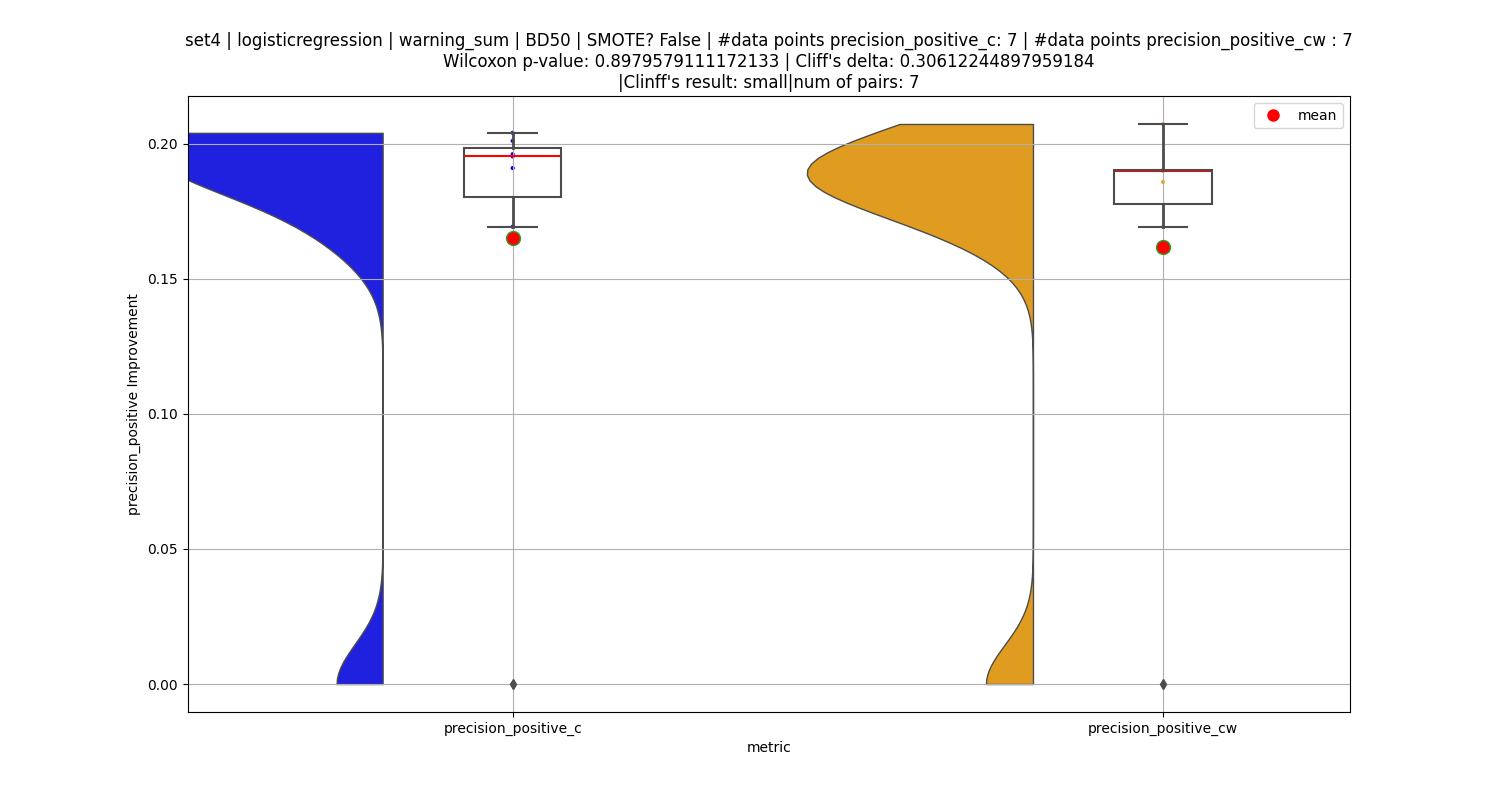 set4 | logisticregression | warning_sum | BD50 | SMOTE? False | #data points precision_positive_c: 7 | #data points precision_positive_cw : 7
Wilcoxon p-value: 0.8979579111172133 | Cliff's delta: 0.30612244897959184
|Clinff's result: small|num of pairs: 7
mean
0.20
0.15
0.10
0.05
0.00
precision_positive Improvement
precision_positive_c
precision_positive_cw
metric